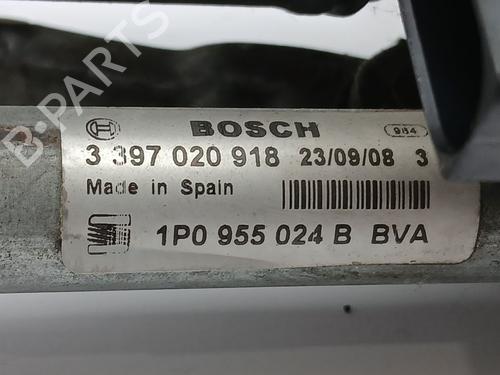 BOSCH 984
3 397 020 918 23/09/08 3
Made in Spain
1P0 955 024 B BVA
B-PARTS